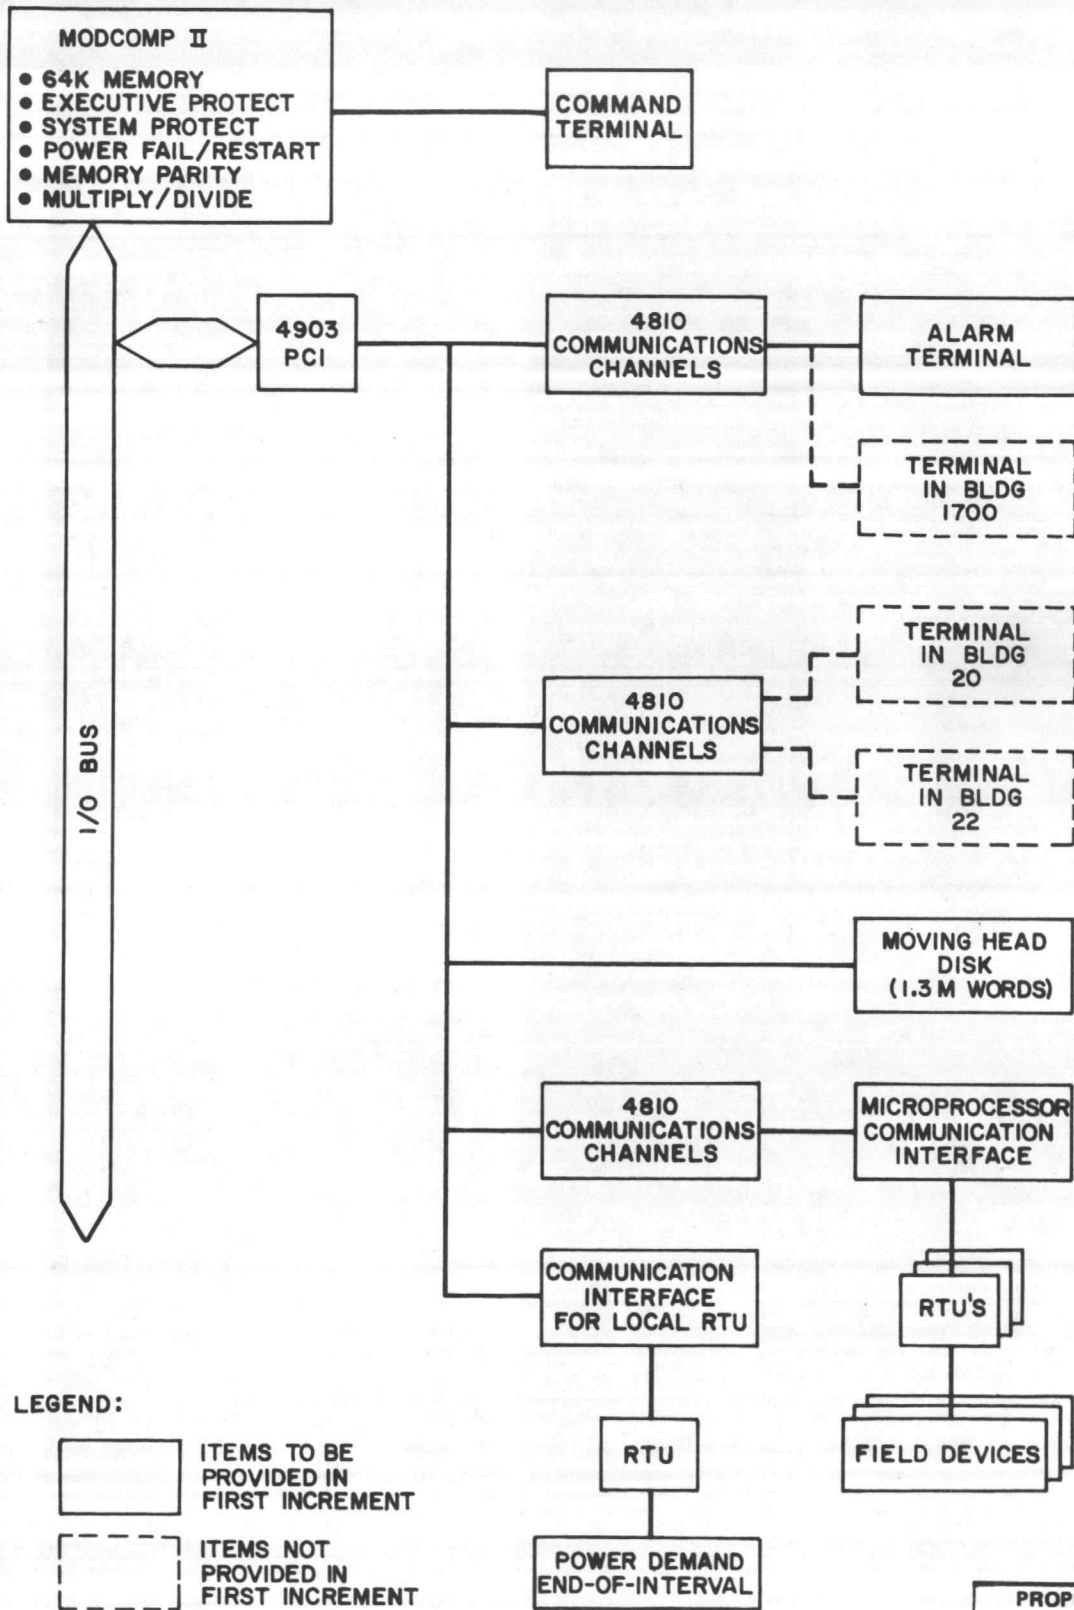 MODCOMP II
● 64K MEMORY
● EXECUTIVE PROTECT
● SYSTEM PROTECT
● POWER FAIL/RESTART
● MEMORY PARITY
● MULTIPLY/DIVIDE
COMMAND
TERMINAL
4903
PCI
4810
COMMUNICATIONS
CHANNELS
ALARM
TERMINAL
TERMINAL
IN BLDG
1700
TERMINAL
IN BLDG
20
4810
COMMUNICATIONS
CHANNELS
TERMINAL
IN BLDG
22
I/O BUS
MOVING HEAD
DISK
(1.3 M WORDS)
4810
COMMUNICATIONS
CHANNELS
MICROPROCESSOR
COMMUNICATION
INTERFACE
COMMUNICATION
INTERFACE
FOR LOCAL RTU
RTU'S
RTU
FIELD DEVICES
POWER DEMAND
END-OF-INTERVAL
LEGEND:
ITEMS TO BE
PROVIDED IN
FIRST INCREMENT
ITEMS NOT
PROVIDED IN
FIRST INCREMENT
PROP